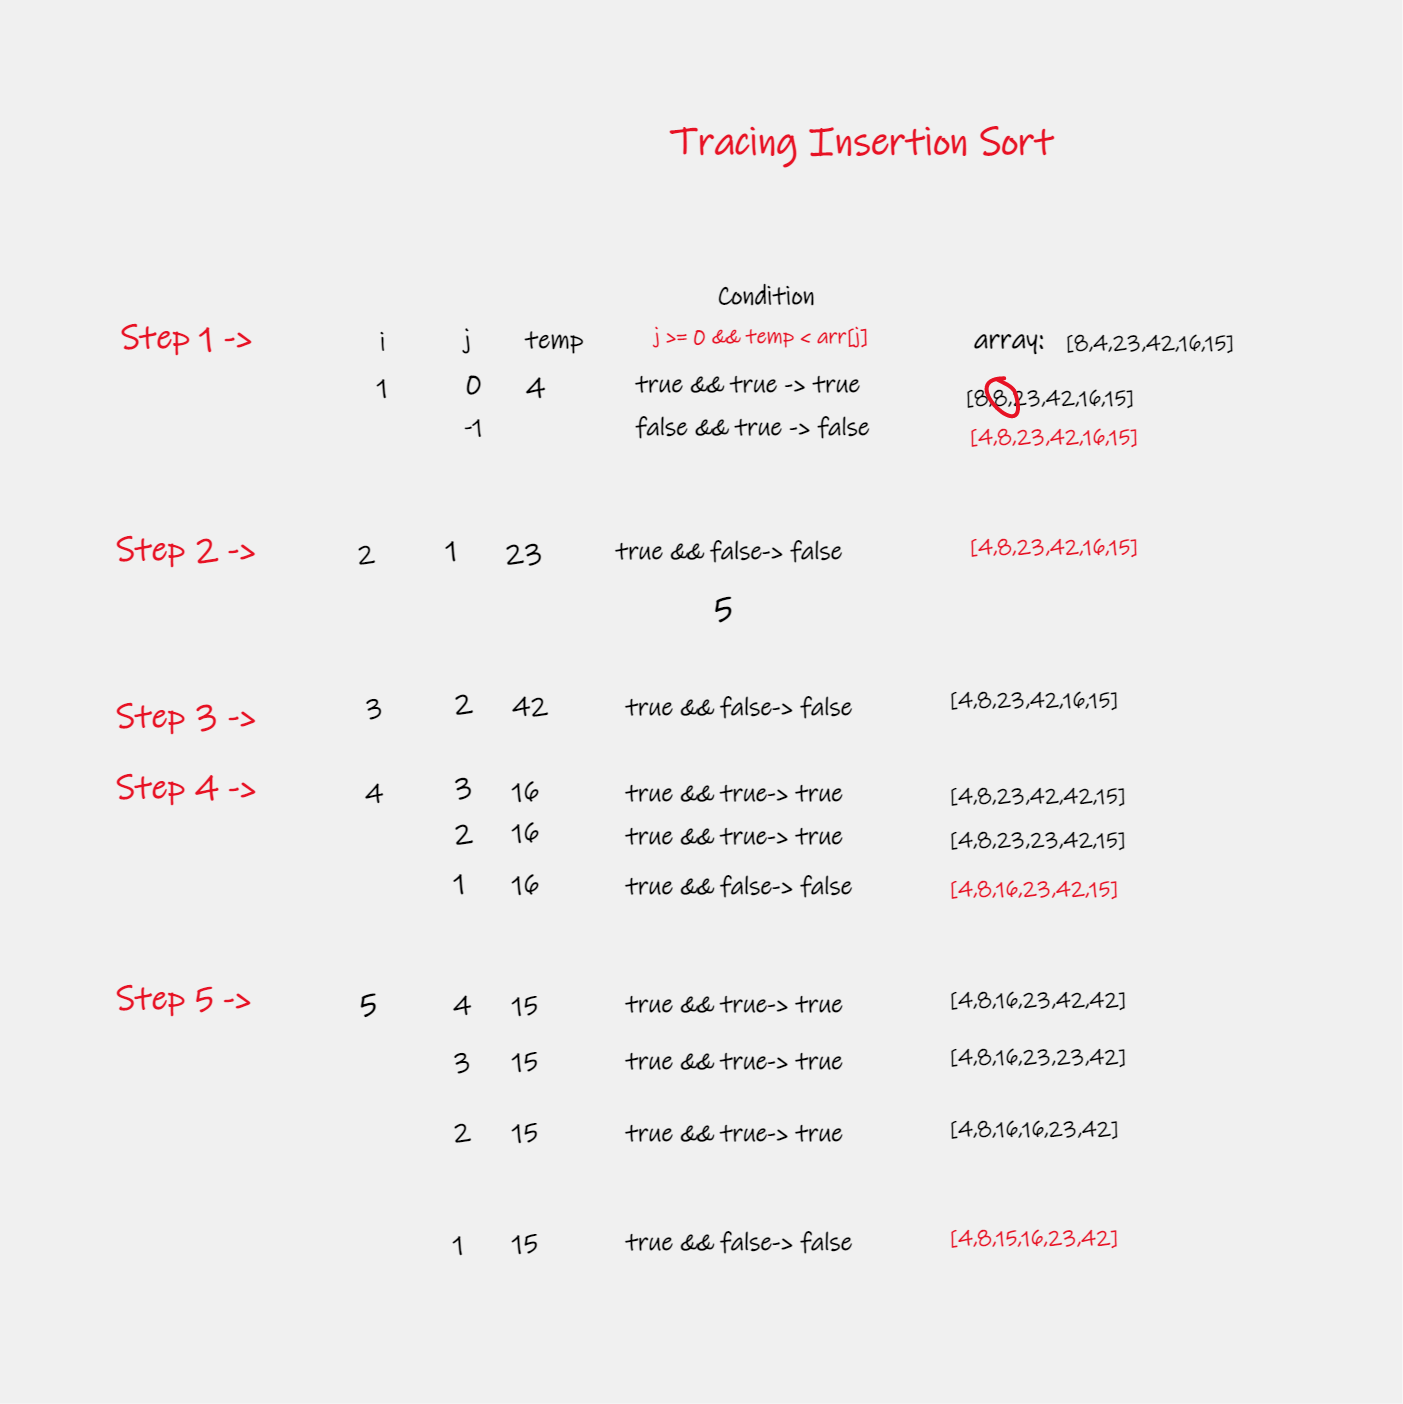 Tracing Insertion Sort
Condition
Step 1 -> i j temp j >= 0 && temp < arr[j] array: [8,4,23,42,16,15]
1 0 4 true && true -> true [8,8,23,42,16,15]
-1 false && true -> false [4,8,23,42,16,15]
Step 2 -> 2 1 23 true && false-> false [4,8,23,42,16,15]
5
Step 3 -> 3 2 42 true && false-> false [4,8,23,42,16,15]
Step 4 -> 4 3 16 true && true-> true [4,8,23,42,42,15]
2 16 true && true-> true [4,8,23,23,42,15]
1 16 true && false-> false [4,8,16,23,42,15]
Step 5 -> 5 4 15 true && true-> true [4,8,16,23,42,42]
3 15 true && true-> true [4,8,16,23,23,42]
2 15 true && true-> true [4,8,16,16,23,42]
1 15 true && false-> false [4,8,15,16,23,42]